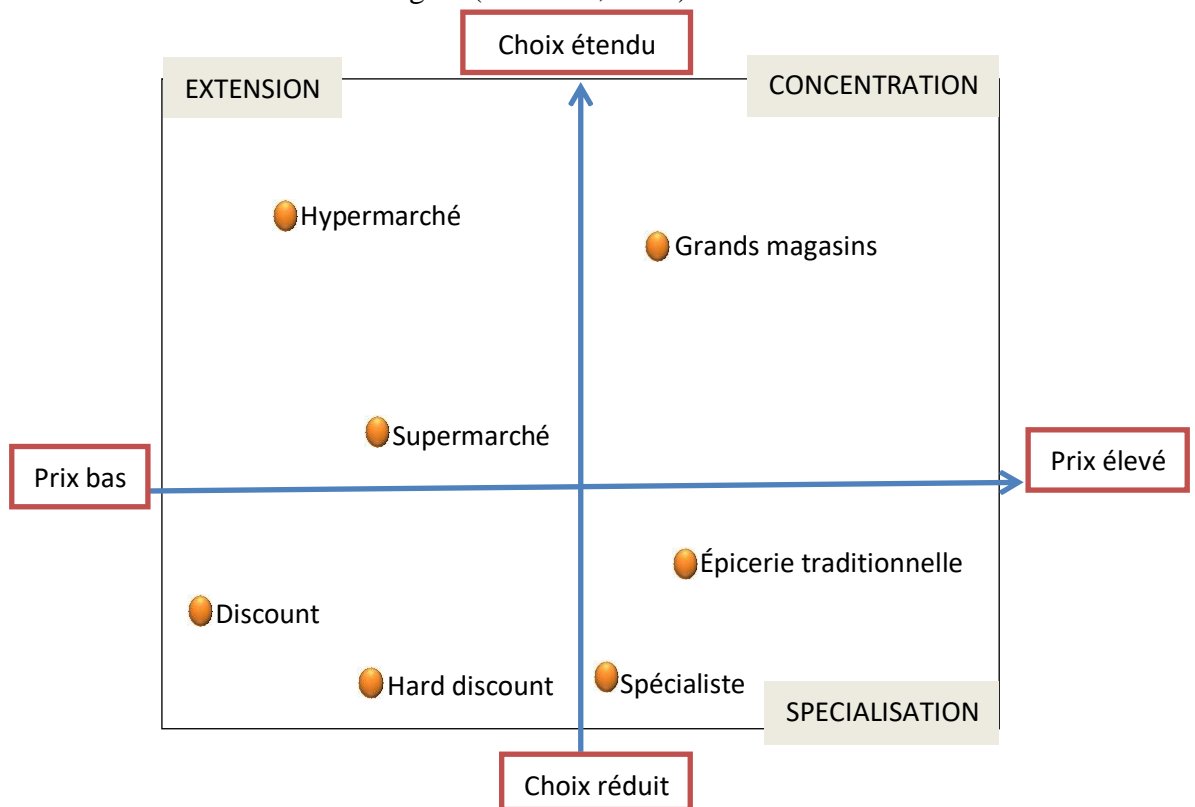 Choix étendu
EXTENSION
CONCENTRATION
Hypermarché
Grands magasins
Supermarché
Prix bas
Prix élevé
Épicerie traditionnelle
Discount
Hard discount
Spécialiste
SPECIALISATION
Choix réduit